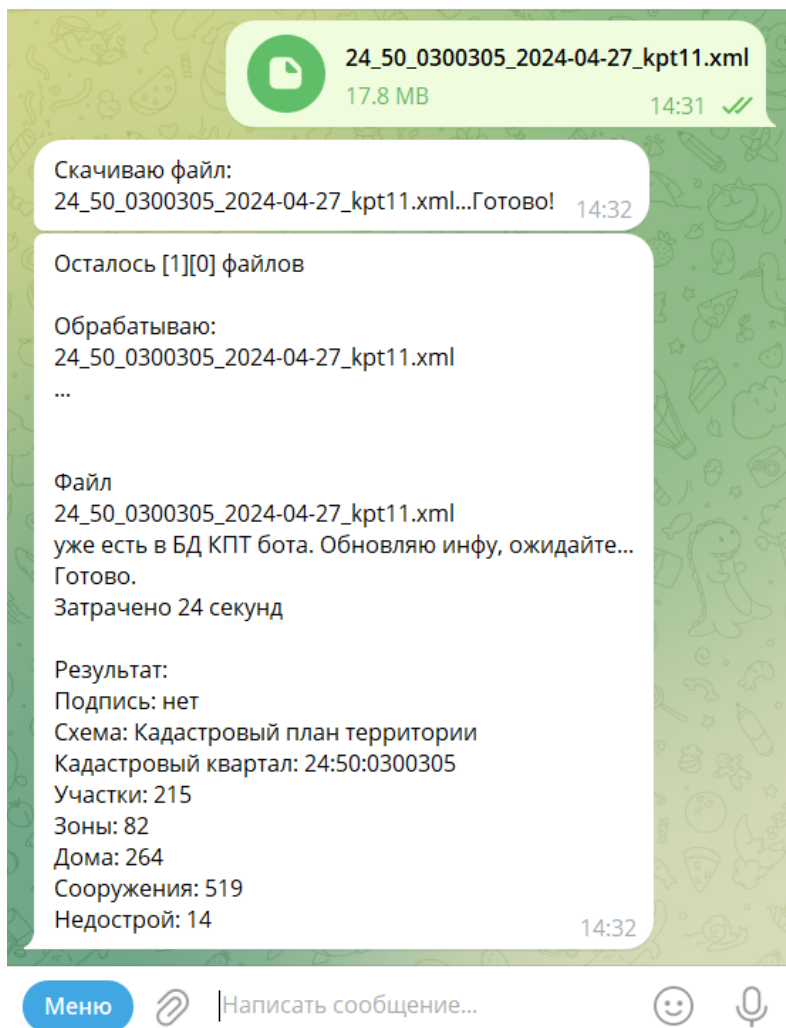 24_50_0300305_2024-04-27_kpt11.xml
17.8 MB
14:31
Скачиваю файл:
24_50_0300305_2024-04-27_kpt11.xml...Готово!
14:32
Осталось [1][0] файлов
Обрабатываю:
24_50_0300305_2024-04-27_kpt11.xml
...
Файл
24_50_0300305_2024-04-27_kpt11.xml
уже есть в БД КПТ бота. Обновляю инфу, ожидайте...
Готово.
Затрачено 24 секунд
Результат:
Подпись: нет
Схема: Кадастровый план территории
Кадастровый квартал: 24:50:0300305
Участки: 215
Зоны: 82
Дома: 264
Сооружения: 519
Недострой: 14
14:32
Меню
Написать сообщение...